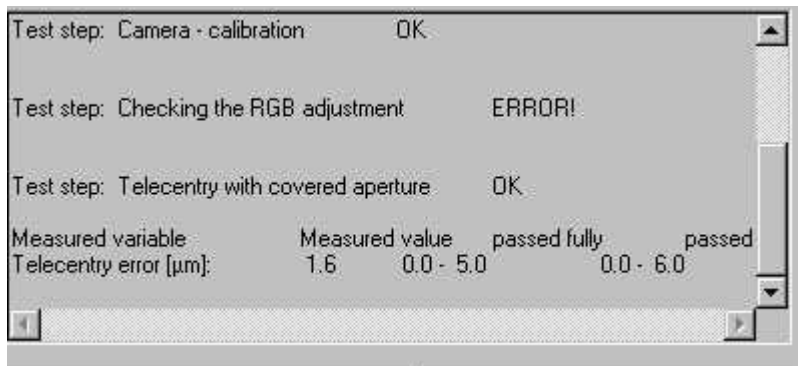 Test step: Camera - calibration OK
Test step: Checking the RGB adjustment ERROR!
Test step: Telecentry with covered aperture OK
Measured variable Measured value passed fully passed
Telecentry error [µm]: 1.6 0.0 - 5.0 0.0 - 6.0